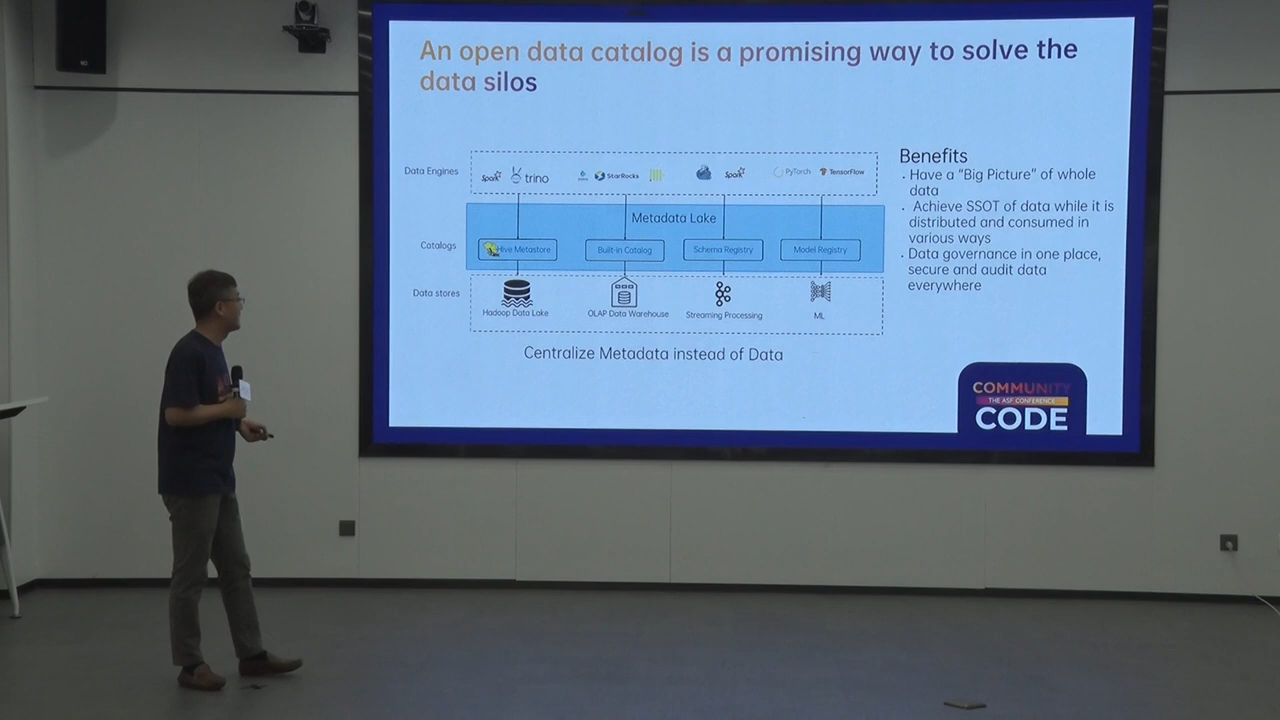 An open data catalog is a promising way to solve the
data silos
Data Engines
Spark
trino
StarRocks
Spark
PyTorch
TensorFlow
Metadata Lake
Catalogs
Hive Metastore
Built-in Catalog
Schema Registry
Model Registry
Data stores
Hadoop Data Lake
OLAP Data Warehouse
Streaming Processing
ML
Centralize Metadata instead of Data
Benefits
· Have a “Big Picture” of whole
data
· Achieve SSOT of data while it is
distributed and consumed in
various ways
· Data governance in one place,
secure and audit data
everywhere
COMMUNITY
THE ASF CONFERENCE
CODE